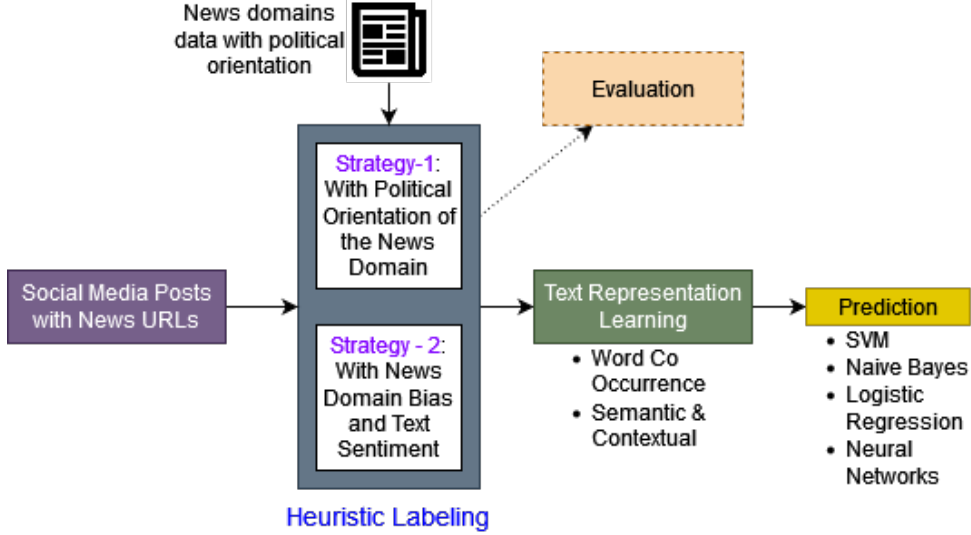 News domains
data with political
orientation
Evaluation
Strategy-1:
With Political
Orientation of
the News
Domain
Social Media Posts
with News URLs
Strategy - 2:
With News
Domain Bias
and Text
Sentiment
Heuristic Labeling
Text Representation
Learning
• Word Co
Occurrence
• Semantic &
Contextual
Prediction
• SVM
• Naive Bayes
• Logistic
Regression
• Neural
Networks